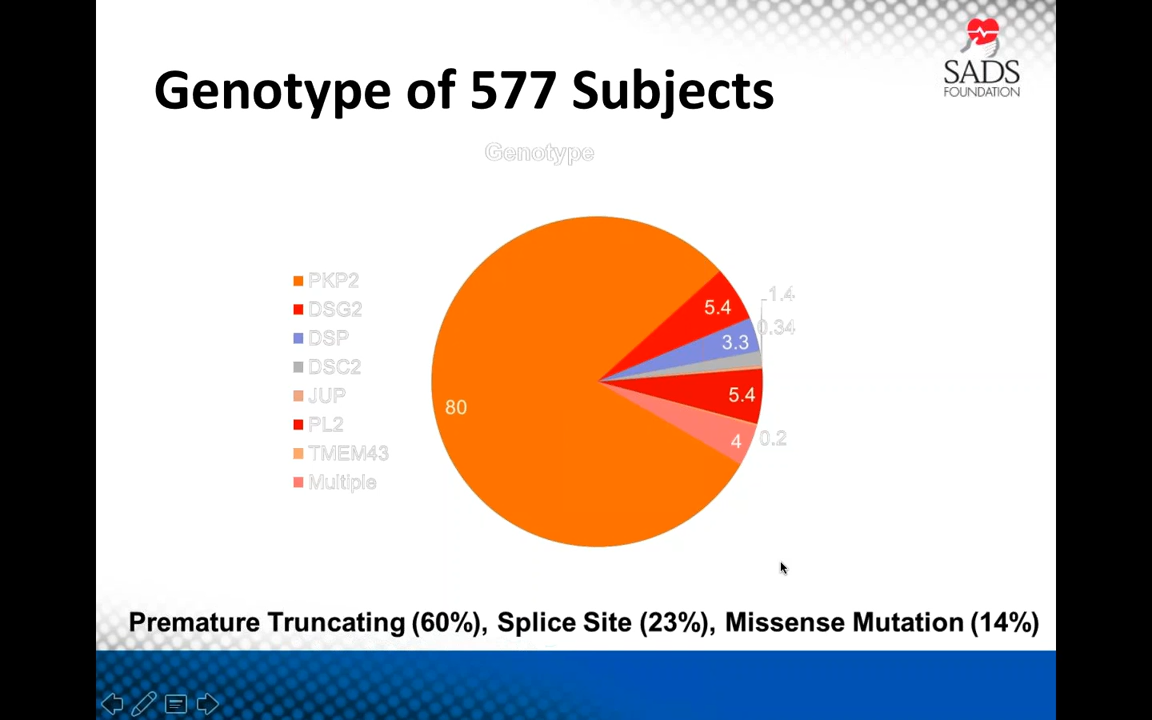 SADS
FOUNDATION
Genotype of 577 Subjects
Genotype
PKP2
DSG2
DSP
DSC2
JUP
PL2
TMEM43
Multiple
5.4
1.4
0.34
3.3
5.4
80
4
0.2
Premature Truncating (60%), Splice Site (23%), Missense Mutation (14%)